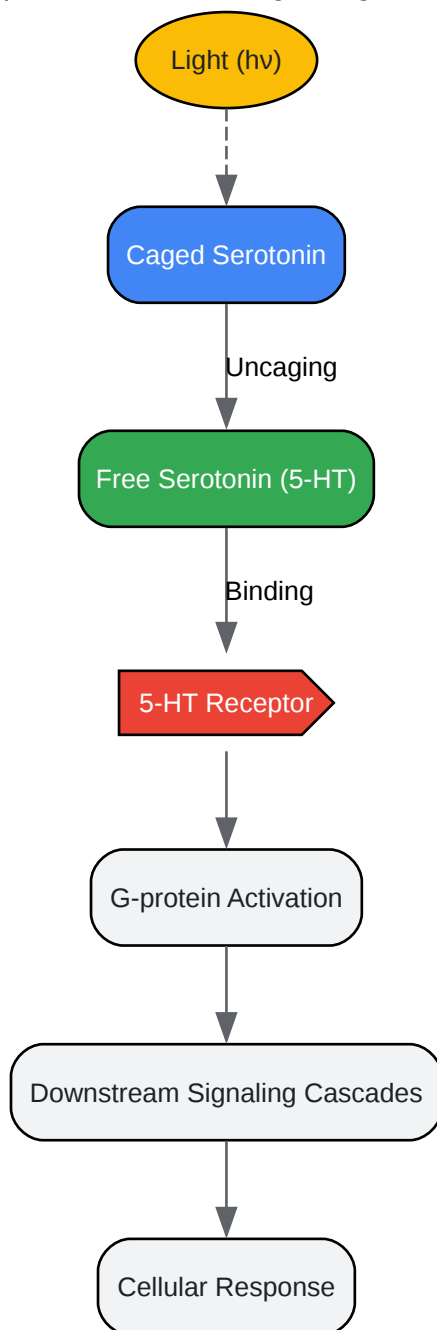 Light (hν)
Caged Serotonin
Uncaging
Free Serotonin (5-HT)
Binding
5-HT Receptor
G-protein Activation
Downstream Signaling Cascades
Cellular Response